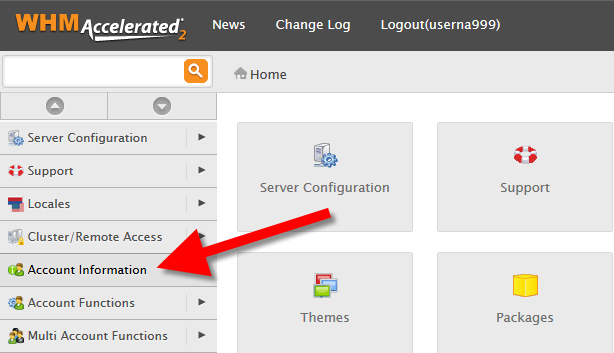 WHM Accelerated 2 News Change Log Logout(userna999)
Home
Server Configuration
Support
Locales
Cluster/Remote Access
Account Information
Account Functions
Multi Account Functions
Server Configuration
Support
Themes
Packages